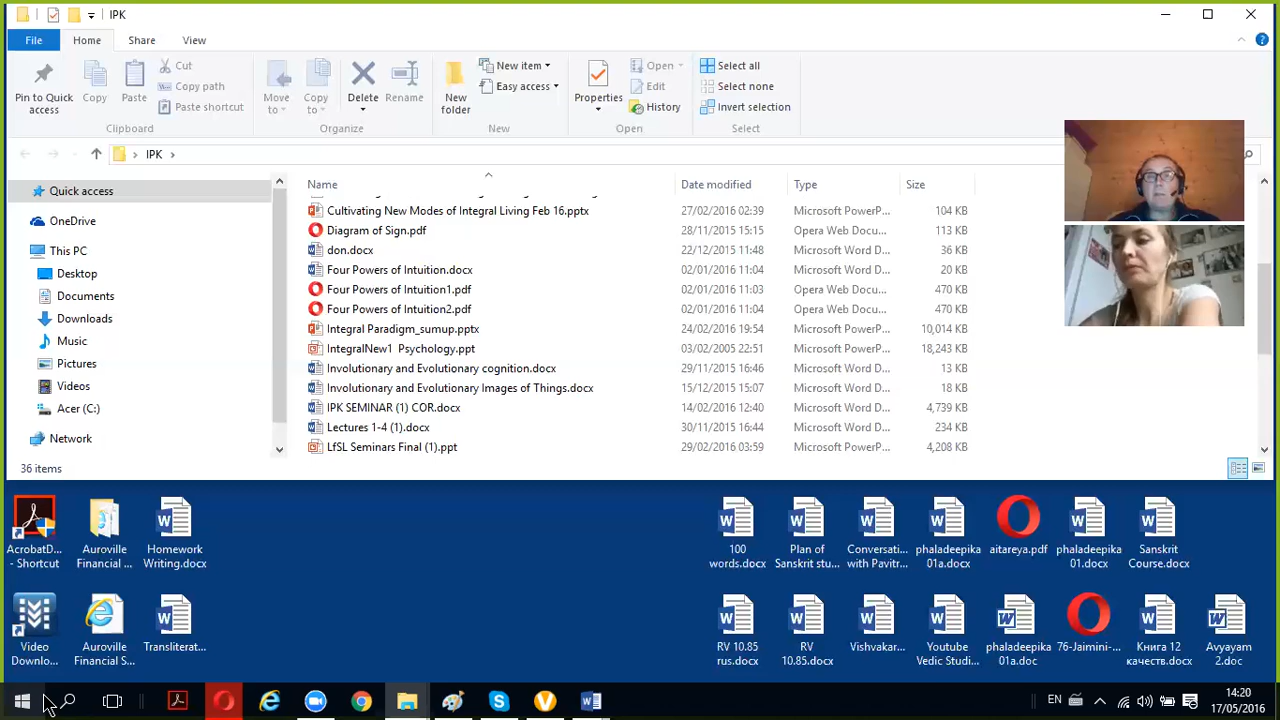 IPK
File Home Share View
Pin to Quick access
Copy
Paste
Cut
Copy path
Paste shortcut
Clipboard
Move to
Copy to
Delete
Rename
Organize
New folder
New item
Easy access
New
Properties
Open
Edit
History
Open
Select all
Select none
Invert selection
Select
IPK
Quick access
OneDrive
This PC
Desktop
Documents
Downloads
Music
Pictures
Videos
Acer (C:)
Network
Name Date modified Type Size
Cultivating New Modes of Integral Living Feb 16.pptx 27/02/2016 02:39 Microsoft PowerP... 104 KB
Diagram of Sign.pdf 28/11/2015 15:15 Opera Web Docu... 113 KB
don.docx 22/12/2015 11:48 Microsoft Word D... 36 KB
Four Powers of Intuition.docx 02/01/2016 11:04 Microsoft Word D... 20 KB
Four Powers of Intuition1.pdf 02/01/2016 11:03 Opera Web Docu... 470 KB
Four Powers of Intuition2.pdf 02/01/2016 11:04 Opera Web Docu... 470 KB
Integral Paradigm_sumup.pptx 24/02/2016 19:54 Microsoft PowerP... 10,014 KB
IntegralNew1 Psychology.ppt 03/02/2005 22:51 Microsoft PowerP... 18,243 KB
Involutionary and Evolutionary cognition.docx 29/11/2015 16:46 Microsoft Word D... 13 KB
Involutionary and Evolutionary Images of Things.docx 15/12/2015 15:07 Microsoft Word D... 18 KB
IPK SEMINAR (1) COR.docx 14/02/2016 12:40 Microsoft Word D... 4,739 KB
Lectures 1-4 (1).docx 30/11/2015 16:44 Microsoft Word D... 234 KB
LfSL Seminars Final (1).ppt 29/02/2016 03:59 Microsoft PowerP... 4,208 KB
36 items
AcrobatD... - Shortcut
Auroville Financial ...
Homework Writing.docx
100 words.docx
Plan of Sanskrit stu...
Conversati... with Pavitr...
phaladeepika 01a.docx
aitareya.pdf
phaladeepika 01.docx
Sanskrit Course.docx
Video Downlo...
Auroville Financial S...
Transliterat...
RV 10.85 rus.docx
RV 10.85.docx
Vishvakar...
Youtube Vedic Studi...
phaladeepika 01a.doc
76-Jaimini-...
Книга 12 качеств.docx
Avyayam 2.doc
EN
14:20
17/05/2016